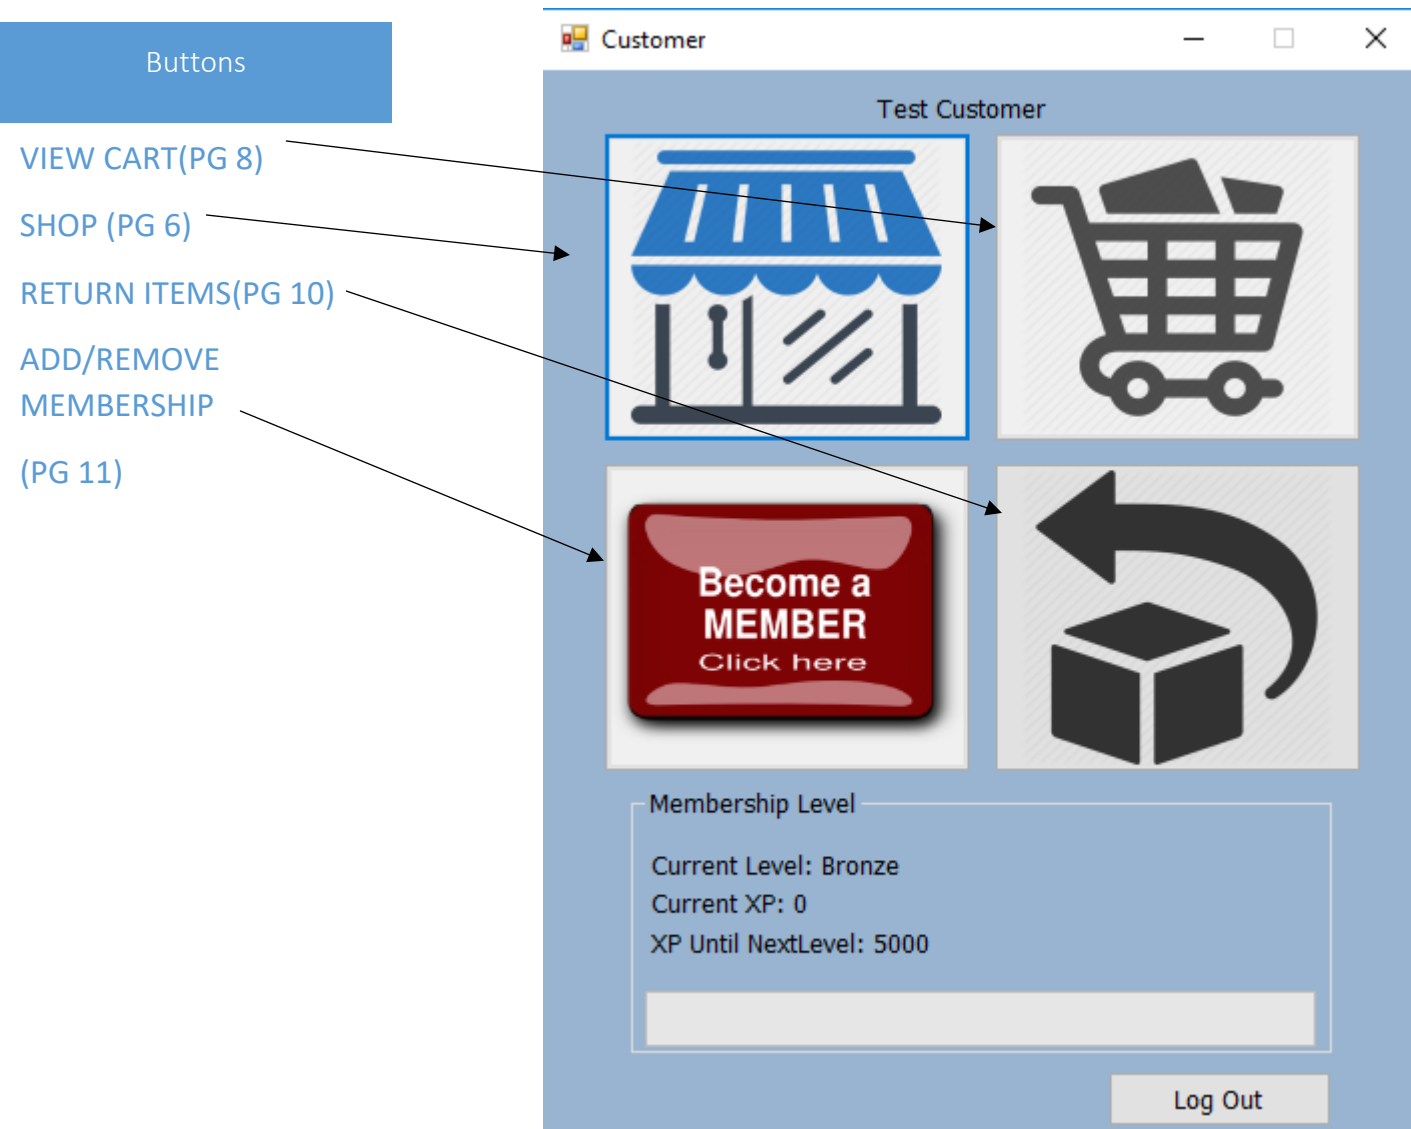 Buttons
VIEW CART(PG 8)
SHOP (PG 6)
RETURN ITEMS(PG 10)
ADD/REMOVE
MEMBERSHIP
(PG 11)
Customer
Test Customer
Become a
MEMBER
Click here
Membership Level
Current Level: Bronze
Current XP: 0
XP Until NextLevel: 5000
Log Out